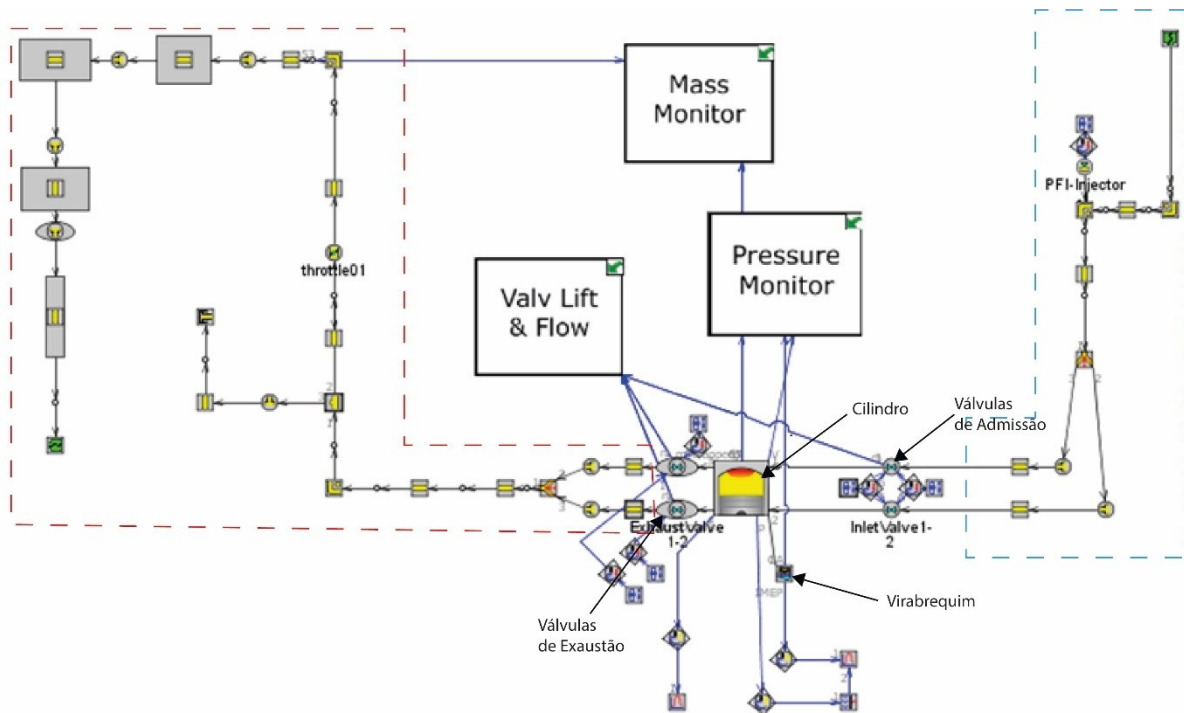 Mass
Monitor
PFI-Injector
Pressure
Monitor
throttle01
Valv Lift
& Flow
Cilindro
Válvulas
de Admissão
ExhaustValve
1-2
InletValve1-
2
IMEP
Virabrequim
Válvulas
de Exaustão